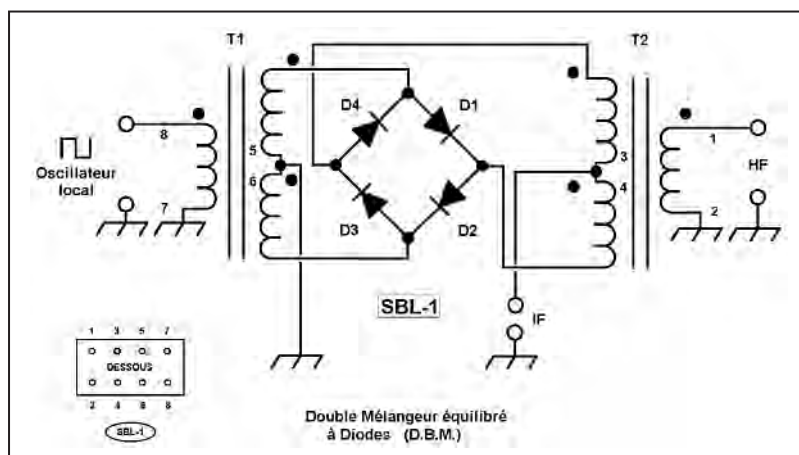 T1
T2
D4
D1
8
5
3
1
Oscillateur
local
6
4
HF
7
D3
D2
2
SBL-1
IF
1 3 5 7
DESSOUS
2 4 6 8
SBL-1
Double Mélangeur équilibré
à Diodes (D.B.M.)